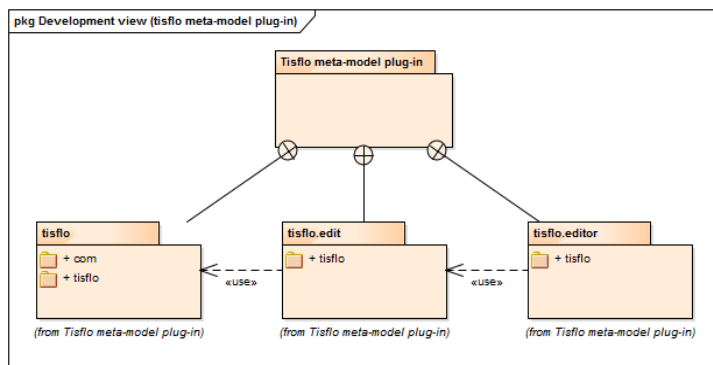 pkg Development view (tisflo meta-model plug-in)
Tisflo meta-model plug-in
tisflo
+ com
+ tisflo
(from Tisflo meta-model plug-in)
«use»
tisflo.edit
+ tisflo
(from Tisflo meta-model plug-in)
«use»
tisflo.editor
+ tisflo
(from Tisflo meta-model plug-in)